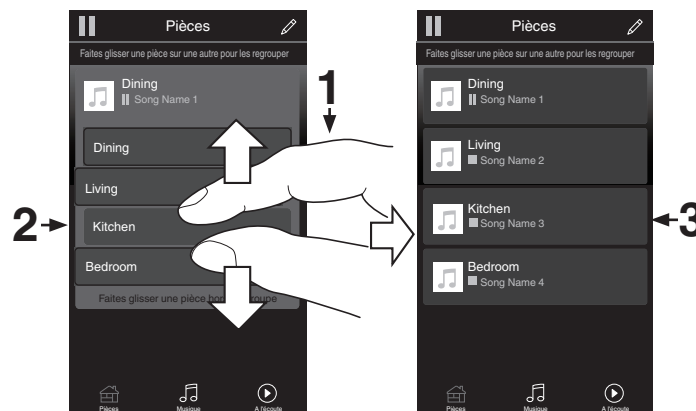 Pièces
Faites glisser une pièce sur une autre pour les regrouper
Dining
Song Name 1
Dining
Living
Kitchen
Bedroom
Faites glisser une pièce
Pièces
Musique
A l'écoute
1
2
Pièces
Faites glisser une pièce sur une autre pour les regrouper
Dining
Song Name 1
Living
Song Name 2
Kitchen
Song Name 3
Bedroom
Song Name 4
Pièces
Musique
A l'écoute
3